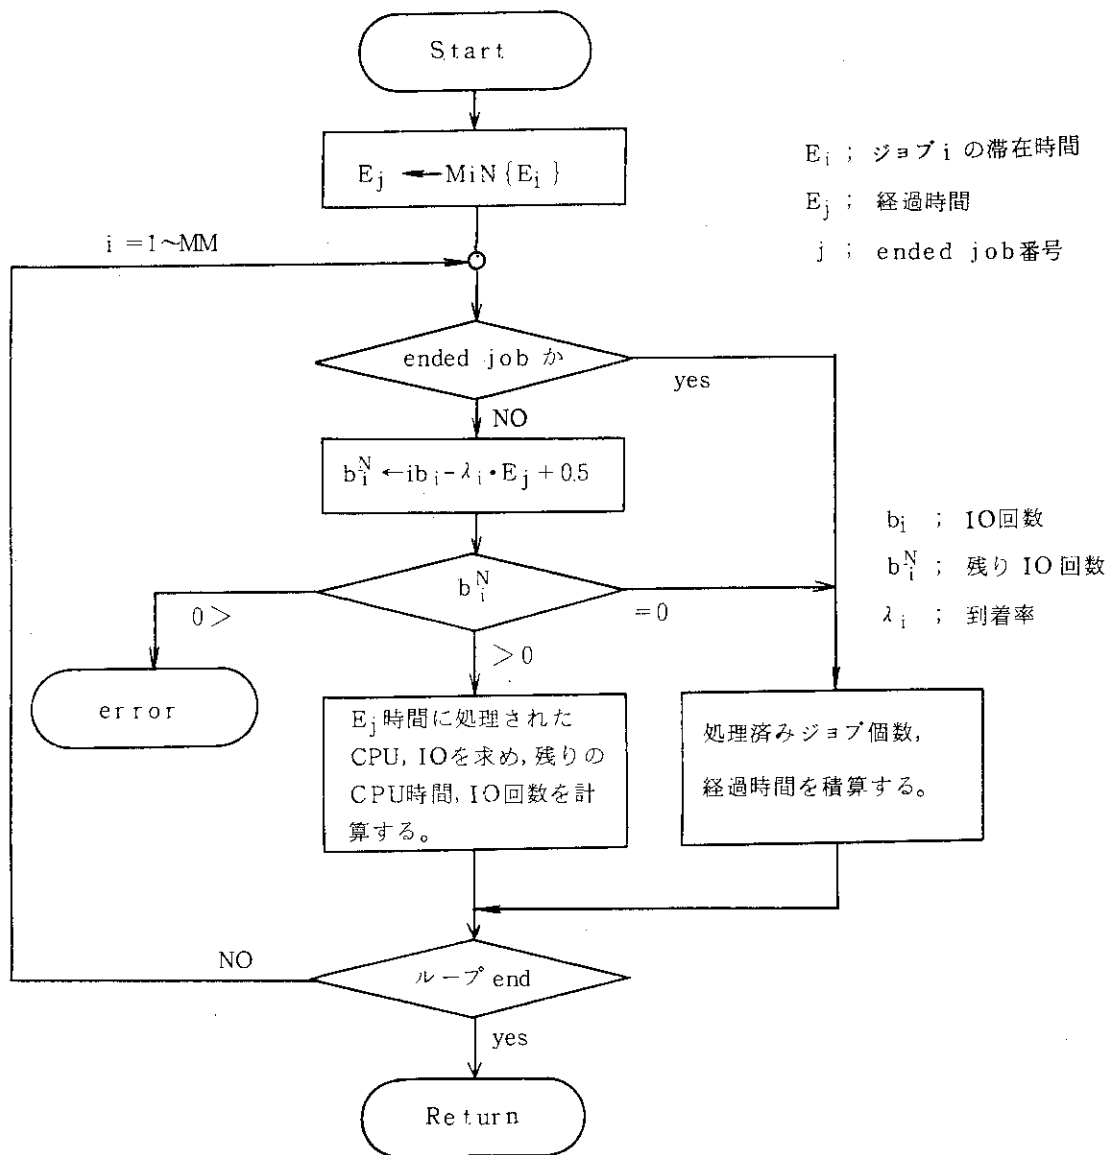 Start
E_j ← MiN {E_i}
E_i ; ジョブ i の滞在時間
E_j ; 経過時間
j ; ended job番号
i = 1~MM
ended job か
yes
NO
b_i^N ← ib_i - λ_i・E_j + 0.5
b_i ; IO回数
b_i^N ; 残り IO 回数
λ_i ; 到着率
b_i^N
0 >
= 0
> 0
error
E_j 時間に処理された
CPU, IOを求め, 残りの
CPU時間, IO回数を計
算する。
処理済みジョブ個数,
経過時間を積算する。
NO
ループ end
yes
Return